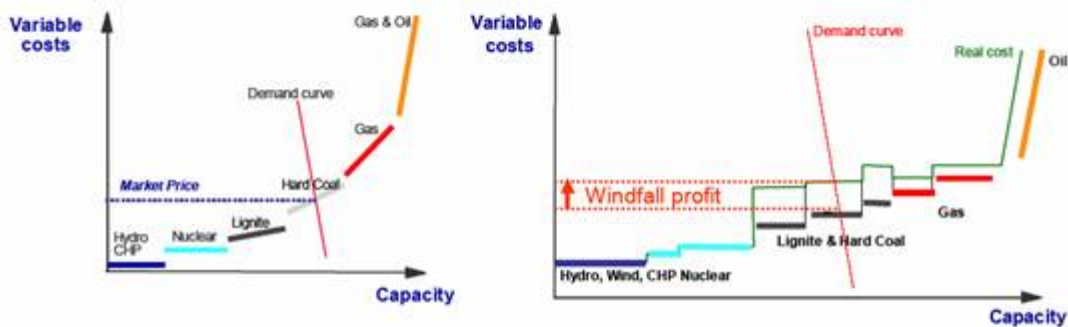 Variable
costs
Gas & Oil
Demand curve
Gas
Market Price
Hard Coal
Lignite
Nuclear
Hydro
CHP
Capacity
Variable
costs
Demand curve
Real cost
Oil
Windfall profit
Gas
Lignite & Hard Coal
Hydro, Wind, CHP Nuclear
Capacity